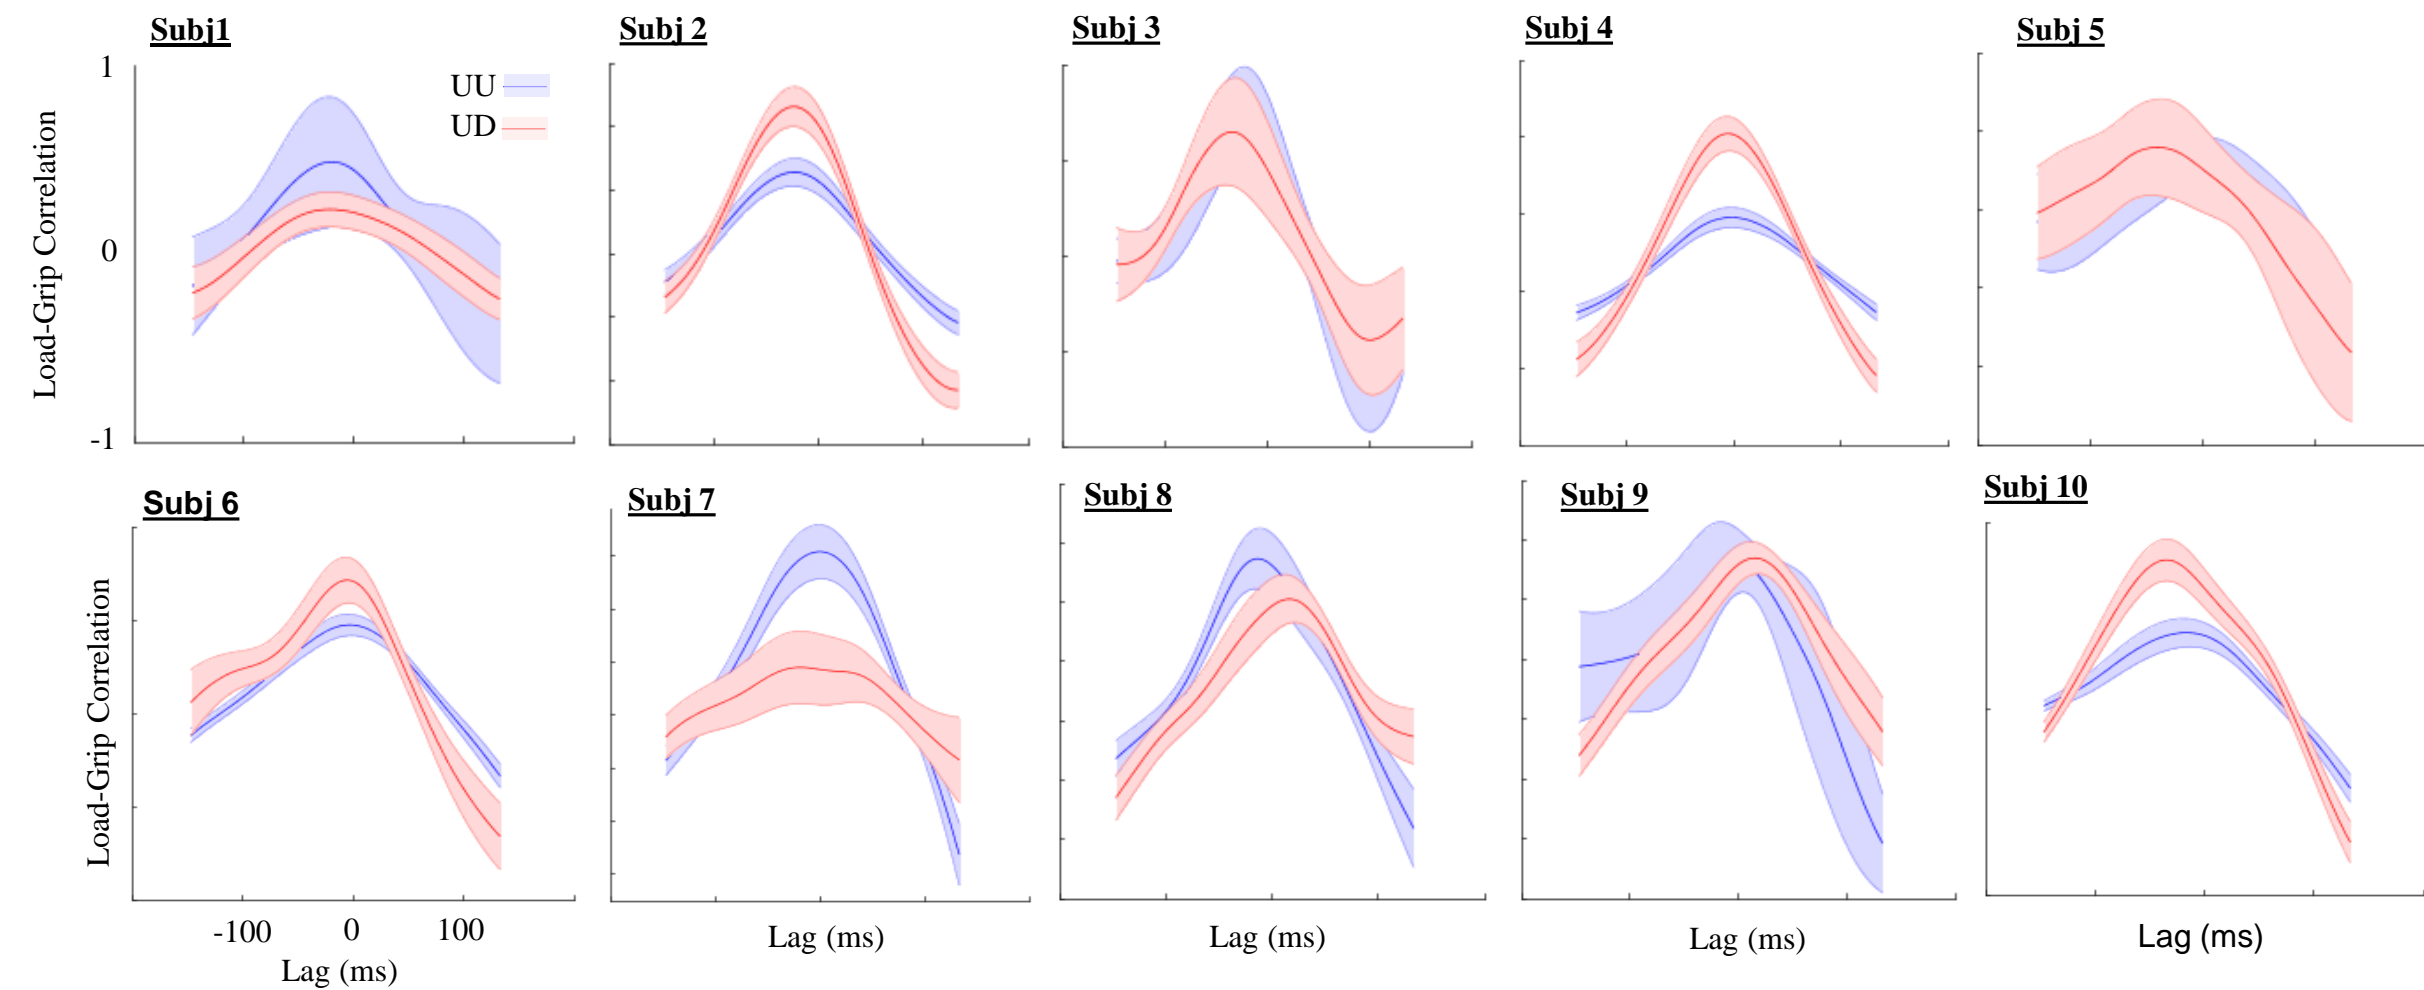 Subj1
Subj 2
Subj 3
Subj 4
Subj 5
1
UU
UD
0
-1
Load-Grip Correlation
Subj 6
Subj 7
Subj 8
Subj 9
Subj 10
Load-Grip Correlation
-100 0 100
Lag (ms)
Lag (ms)
Lag (ms)
Lag (ms)
Lag (ms)